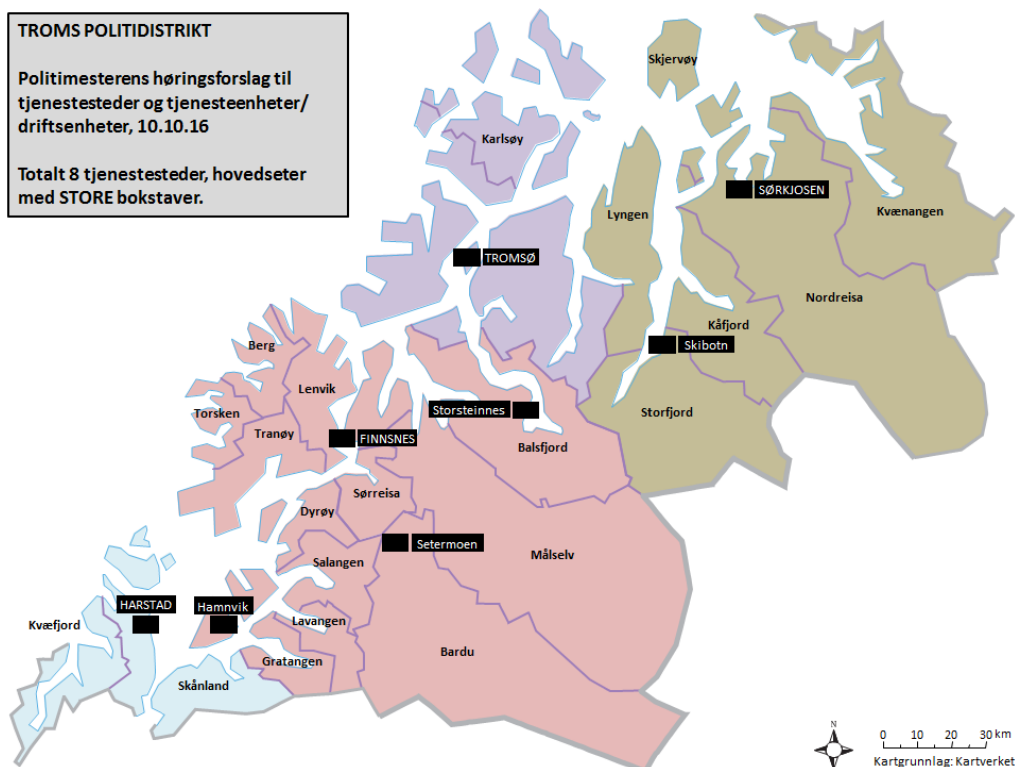 TROMS POLITIDISTRIKT
Politimesterens høringsforslag til
tjenestesteder og tjenesteenheter/
driftsenheter, 10.10.16
Totalt 8 tjenestesteder, hovedseter
med STORE bokstaver.
Skjervøy
Karlsøy
SØRKJOSEN
Lyngen
Kvænangen
TROMSØ
Nordreisa
Kåfjord
Berg
Skibotn
Lenvik
Torsken
Storsteinnes
Storfjord
Tranøy
FINNSNES
Balsfjord
Sørreisa
Dyrøy
Setermoen
Målselv
Salangen
HARSTAD
Hamnvik
Kvæfjord
Lavangen
Bardu
Gratangen
Skånland
N
0 10 20 30 km
Kartgrunnlag: Kartverket